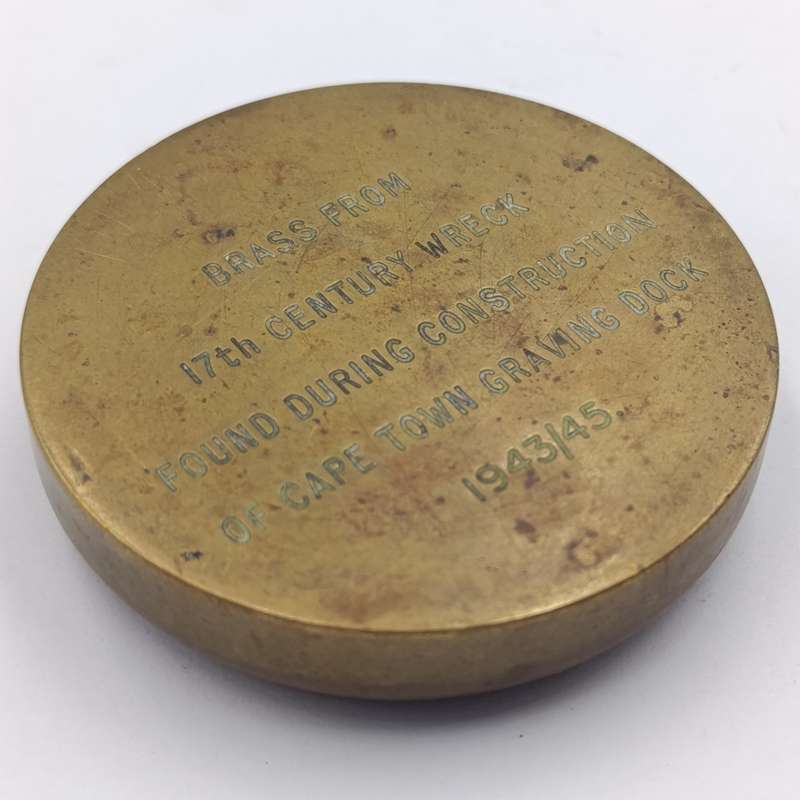 BRASS FROM
17th CENTURY WRECK
FOUND DURING CONSTRUCTION
OF CAPE TOWN GRAVING DOCK
1943/45.